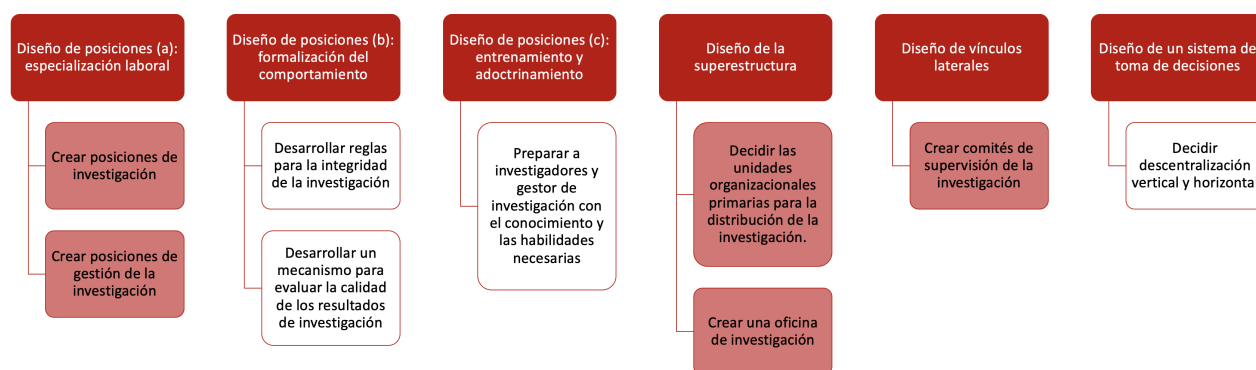 Diseño de posiciones (a):
especialización laboral
Crear posiciones de
investigación
Crear posiciones de
gestión de la
investigación
Diseño de posiciones (b):
formalización del
comportamiento
Desarrollar reglas
para la integridad
de la investigación
Desarrollar un
mecanismo para
evaluar la calidad
de los resultados
de investigación
Diseño de posiciones (c):
entrenamiento y
adoctrinamiento
Preparar a
investigadores y
gestor de
investigación con
el conocimiento y
las habilidades
necesarias
Diseño de la
superestructura
Decidir las
unidades
organizacionales
primarias para la
distribución de la
investigación.
Crear una oficina
de investigación
Diseño de vínculos
laterales
Crear comités de
supervisión de la
investigación
Diseño de un sistema de
toma de decisiones
Decidir
descentralización
vertical y horizonta